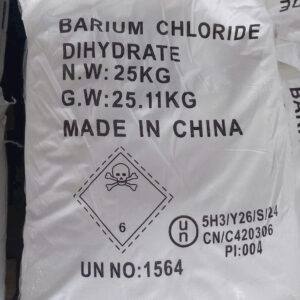 BARIUM CHLORIDE
DIHYDRATE
N.W:25KG
G.W:25.11KG
MADE IN CHINA
6
un
5H3/Y26/S/24
CN/C420306
PI:004
UN NO:1564